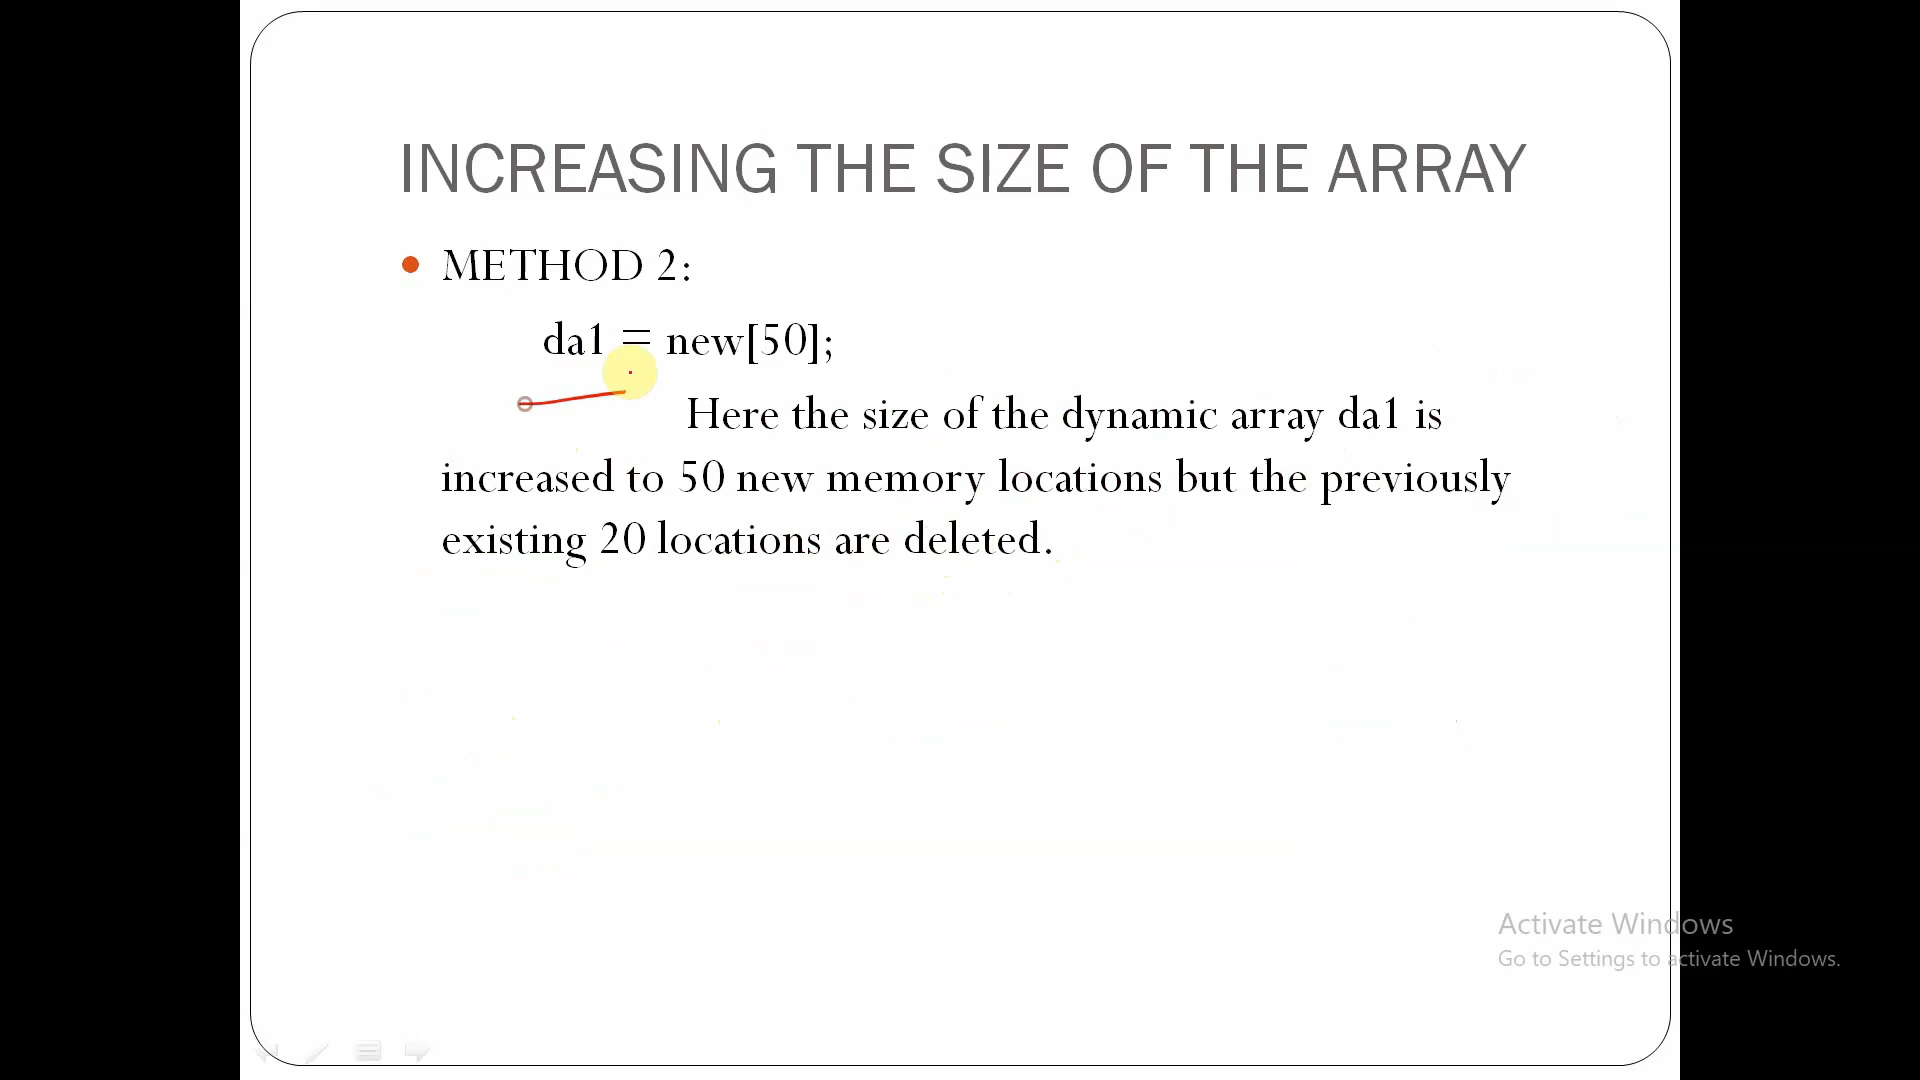 INCREASING THE SIZE OF THE ARRAY
METHOD 2:
da1 = new[50];
Here the size of the dynamic array da1 is
increased to 50 new memory locations but the previously
existing 20 locations are deleted.
Activate Windows
Go to Settings to activate Windows.